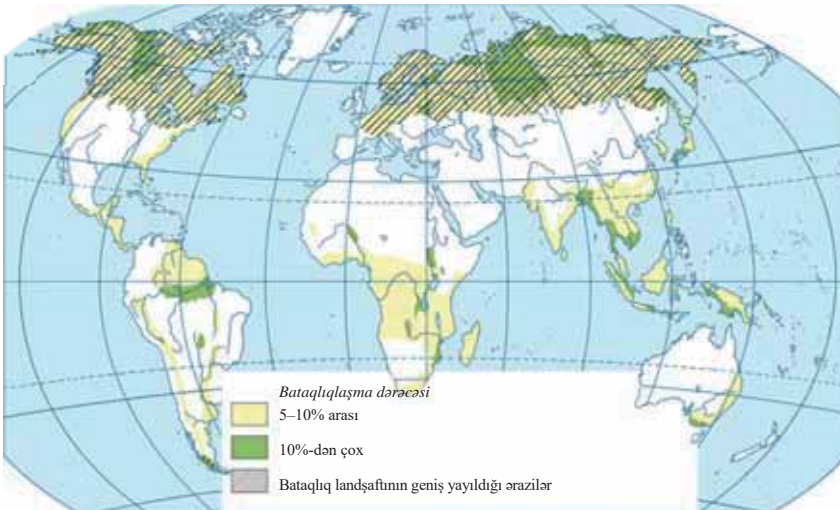 Bataqlıqlaşma dərəcəsi
5–10% arası
10%-dən çox
Bataqlıq landşaftının geniş yayıldığı ərazilər